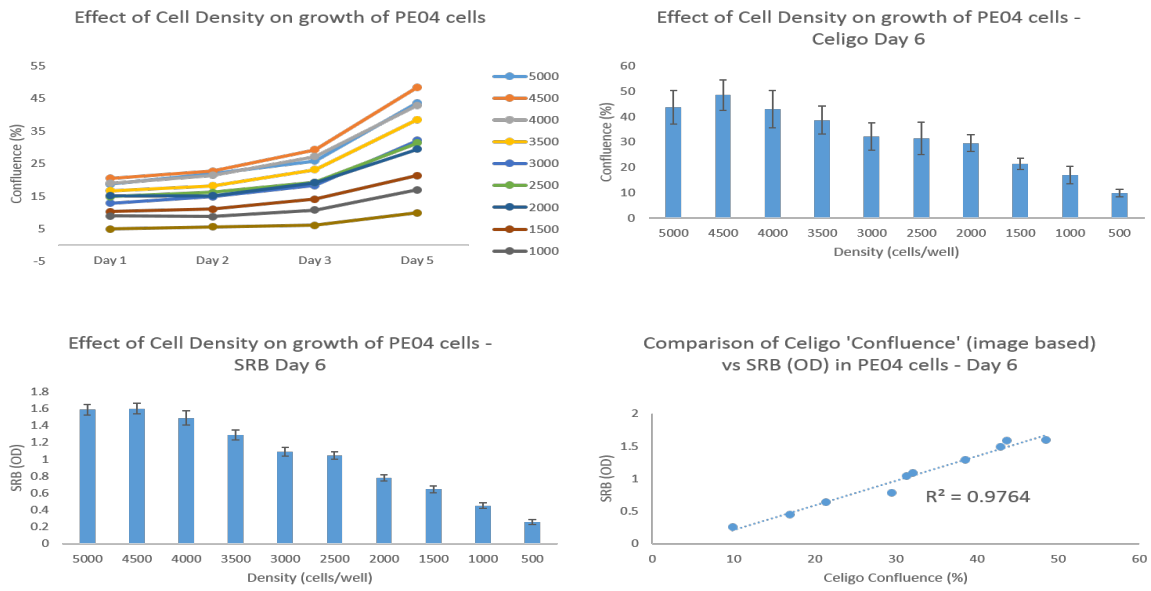 Effect of Cell Density on growth of PE04 cells
Confluence (%)
55
45
35
25
15
5
-5
Day 1 Day 2 Day 3 Day 5
5000
4500
4000
3500
3000
2500
2000
1500
1000
Effect of Cell Density on growth of PE04 cells -
Celigo Day 6
Confluence (%)
60
50
40
30
20
10
0
5000 4500 4000 3500 3000 2500 2000 1500 1000 500
Density (cells/well)
Effect of Cell Density on growth of PE04 cells -
SRB Day 6
SRB (OD)
1.8
1.6
1.4
1.2
1
0.8
0.6
0.4
0.2
0
5000 4500 4000 3500 3000 2500 2000 1500 1000 500
Density (cells/well)
Comparison of Celigo 'Confluence' (image based)
vs SRB (OD) in PE04 cells - Day 6
SRB (OD)
2
1.5
1
0.5
0
R² = 0.9764
0 10 20 30 40 50 60
Celigo Confluence (%)